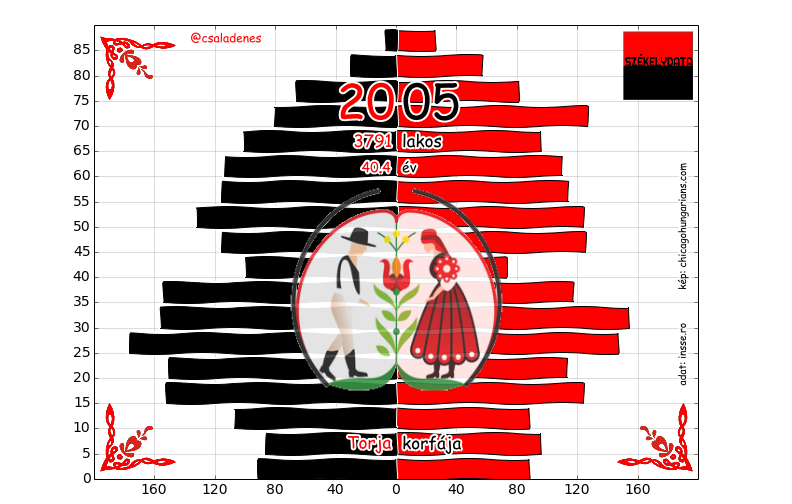 @csaladenes
SZÉKELYDATA
2005
3791 lakos
40.4 év
kép: chicagohungarians.com
adat: insse.ro
Torja korfája
85
80
75
70
65
60
55
50
45
40
35
30
25
20
15
10
5
0
160 120 80 40 0 40 80 120 160